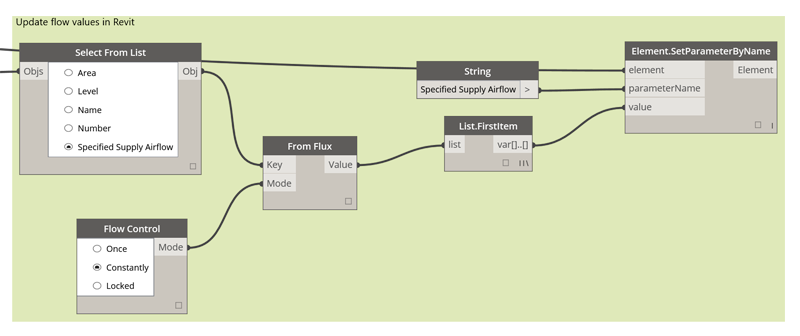 Update flow values in Revit
Select From List
Objs
Area
Level
Name
Number
Specified Supply Airflow
Obj
Flow Control
Once
Constantly
Locked
Mode
From Flux
Key
Mode
Value
String
Specified Supply Airflow >
List.FirstItem
list
var[]..[]
Element.SetParameterByName
element
parameterName
value
Element